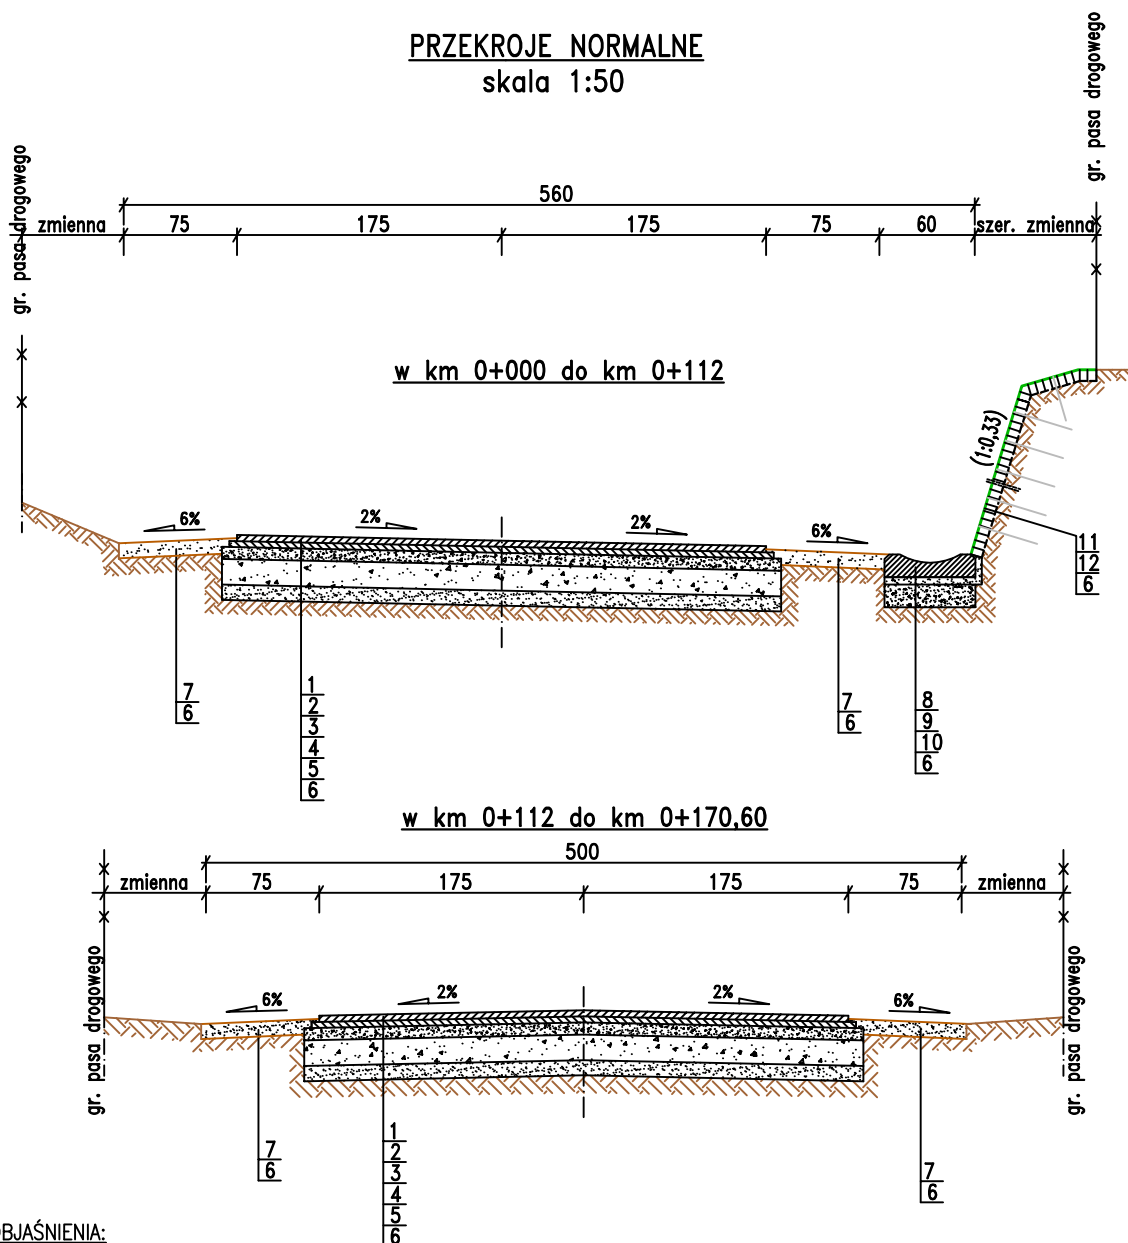 PRZEKROJE NORMALNE
skala 1:50
gr. pasa drogowego
gr. pasa drogowego
560
zmienna 75 175 175 75 60 szer. zmienna
w km 0+000 do km 0+112
(1:0,33)
6% 2% 2% 6%
11
12
6
7
6
1
2
3
4
5
6
7
6
8
9
10
6
w km 0+112 do km 0+170,60
500
zmienna 75 175 175 75 zmienna
gr. pasa drogowego
gr. pasa drogowego
6% 2% 2% 6%
7
6
1
2
3
4
5
6
7
6
OBJAŚNIENIA: